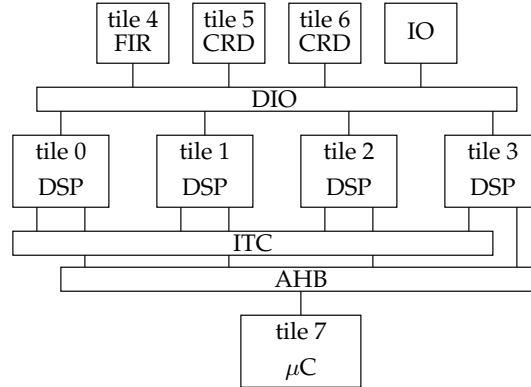 tile 4
FIR
tile 5
CRD
tile 6
CRD
IO
DIO
tile 0
DSP
tile 1
DSP
tile 2
DSP
tile 3
DSP
ITC
AHB
tile 7
μC